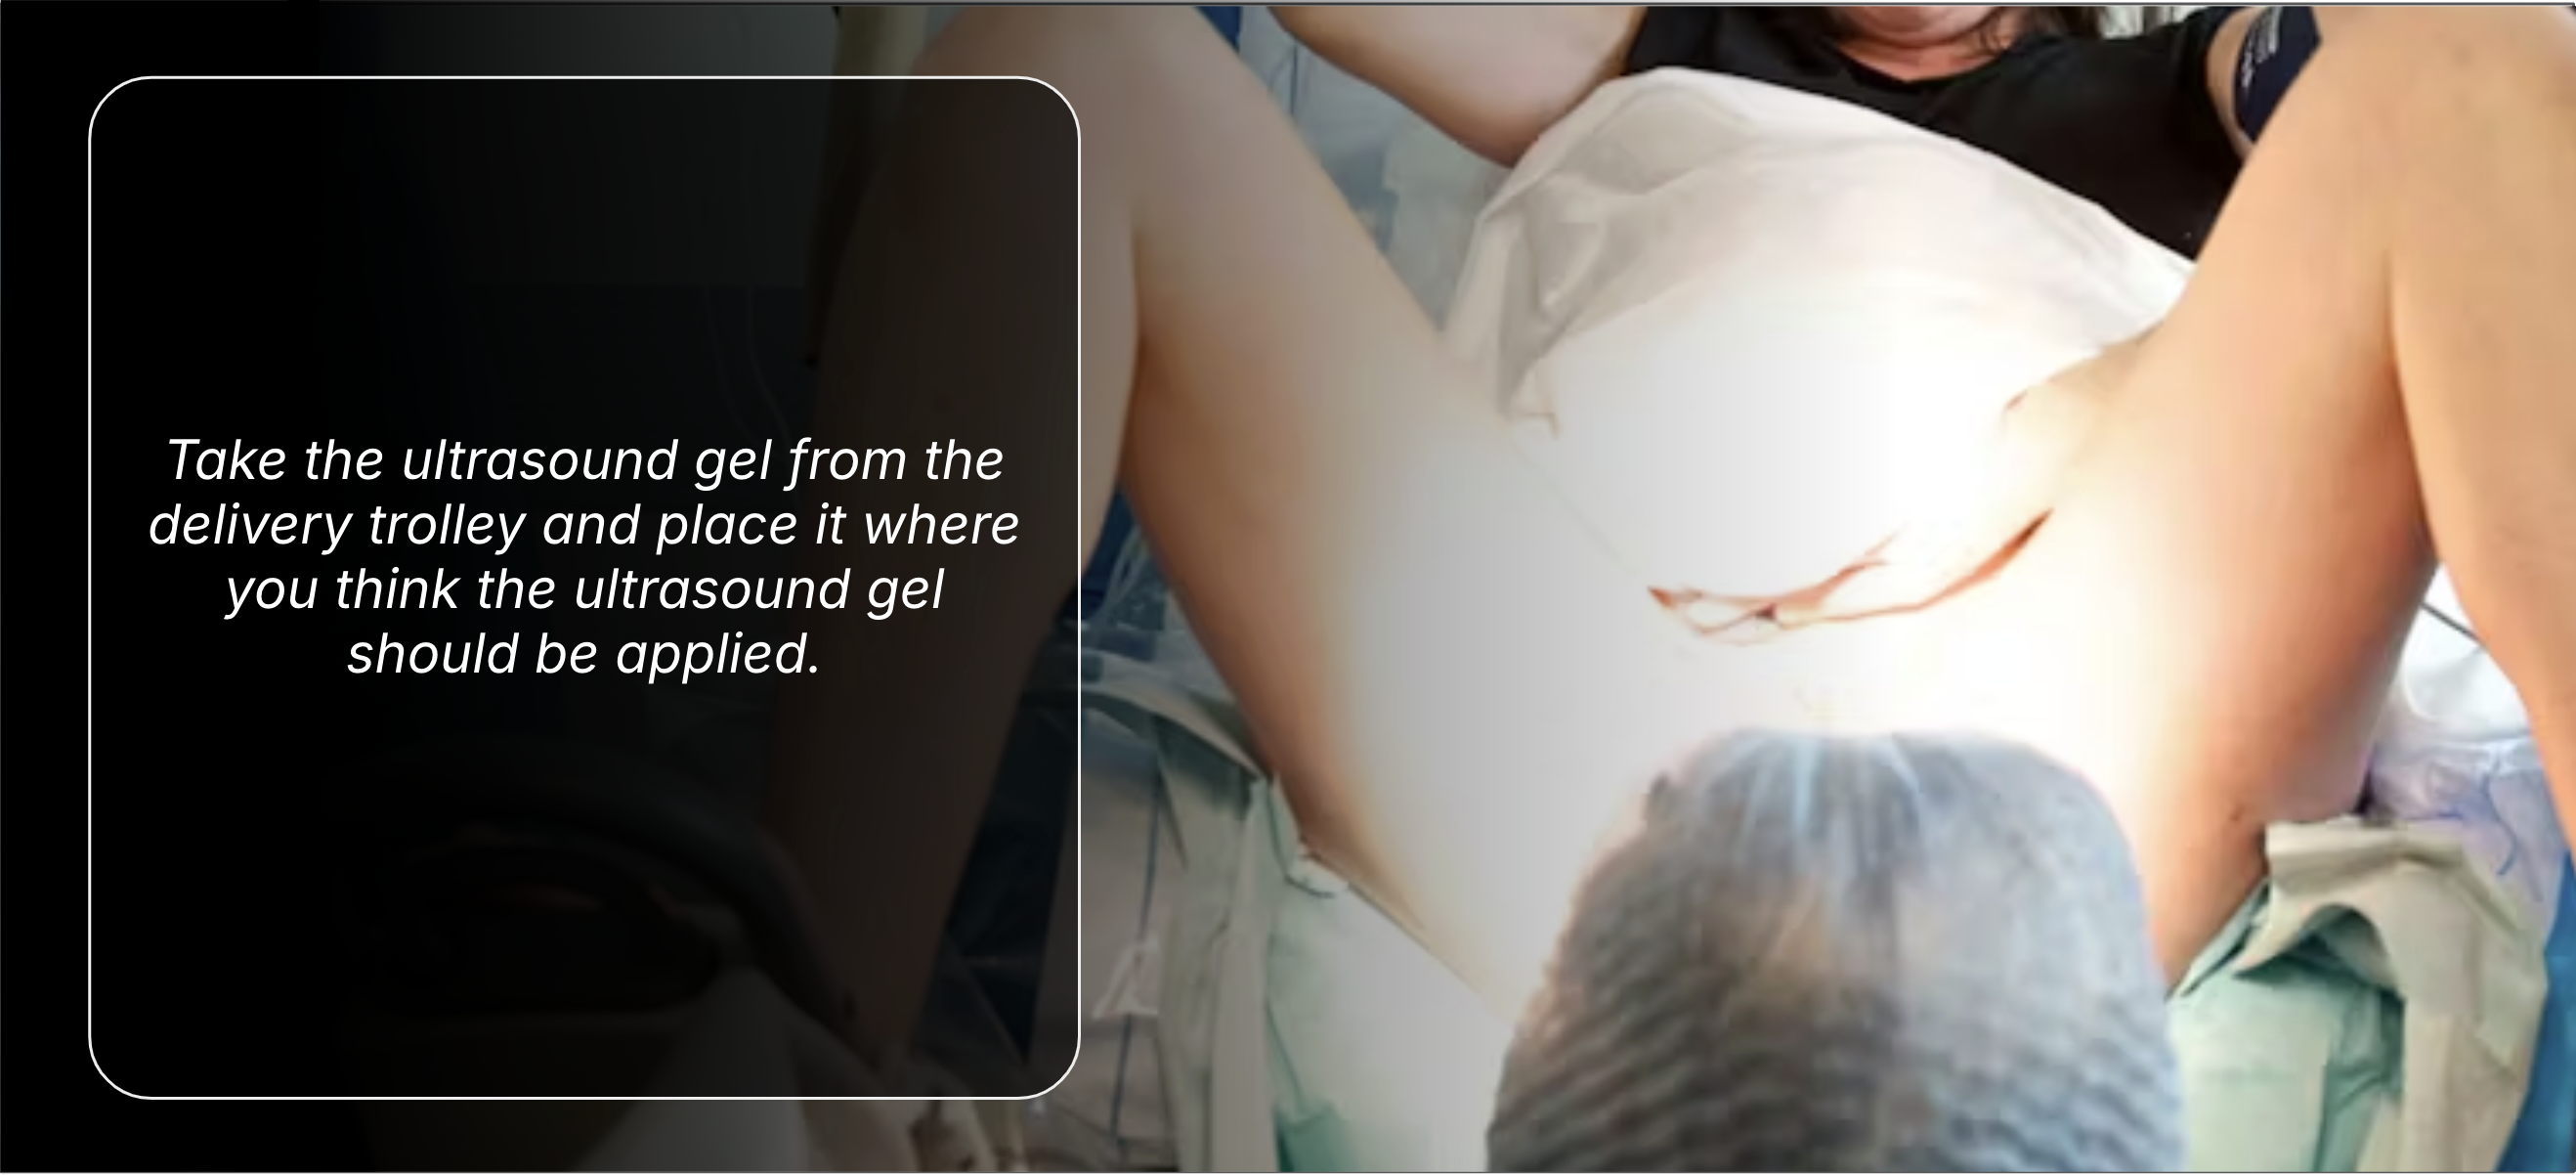 Take the ultrasound gel from the
delivery trolley and place it where
you think the ultrasound gel
should be applied.